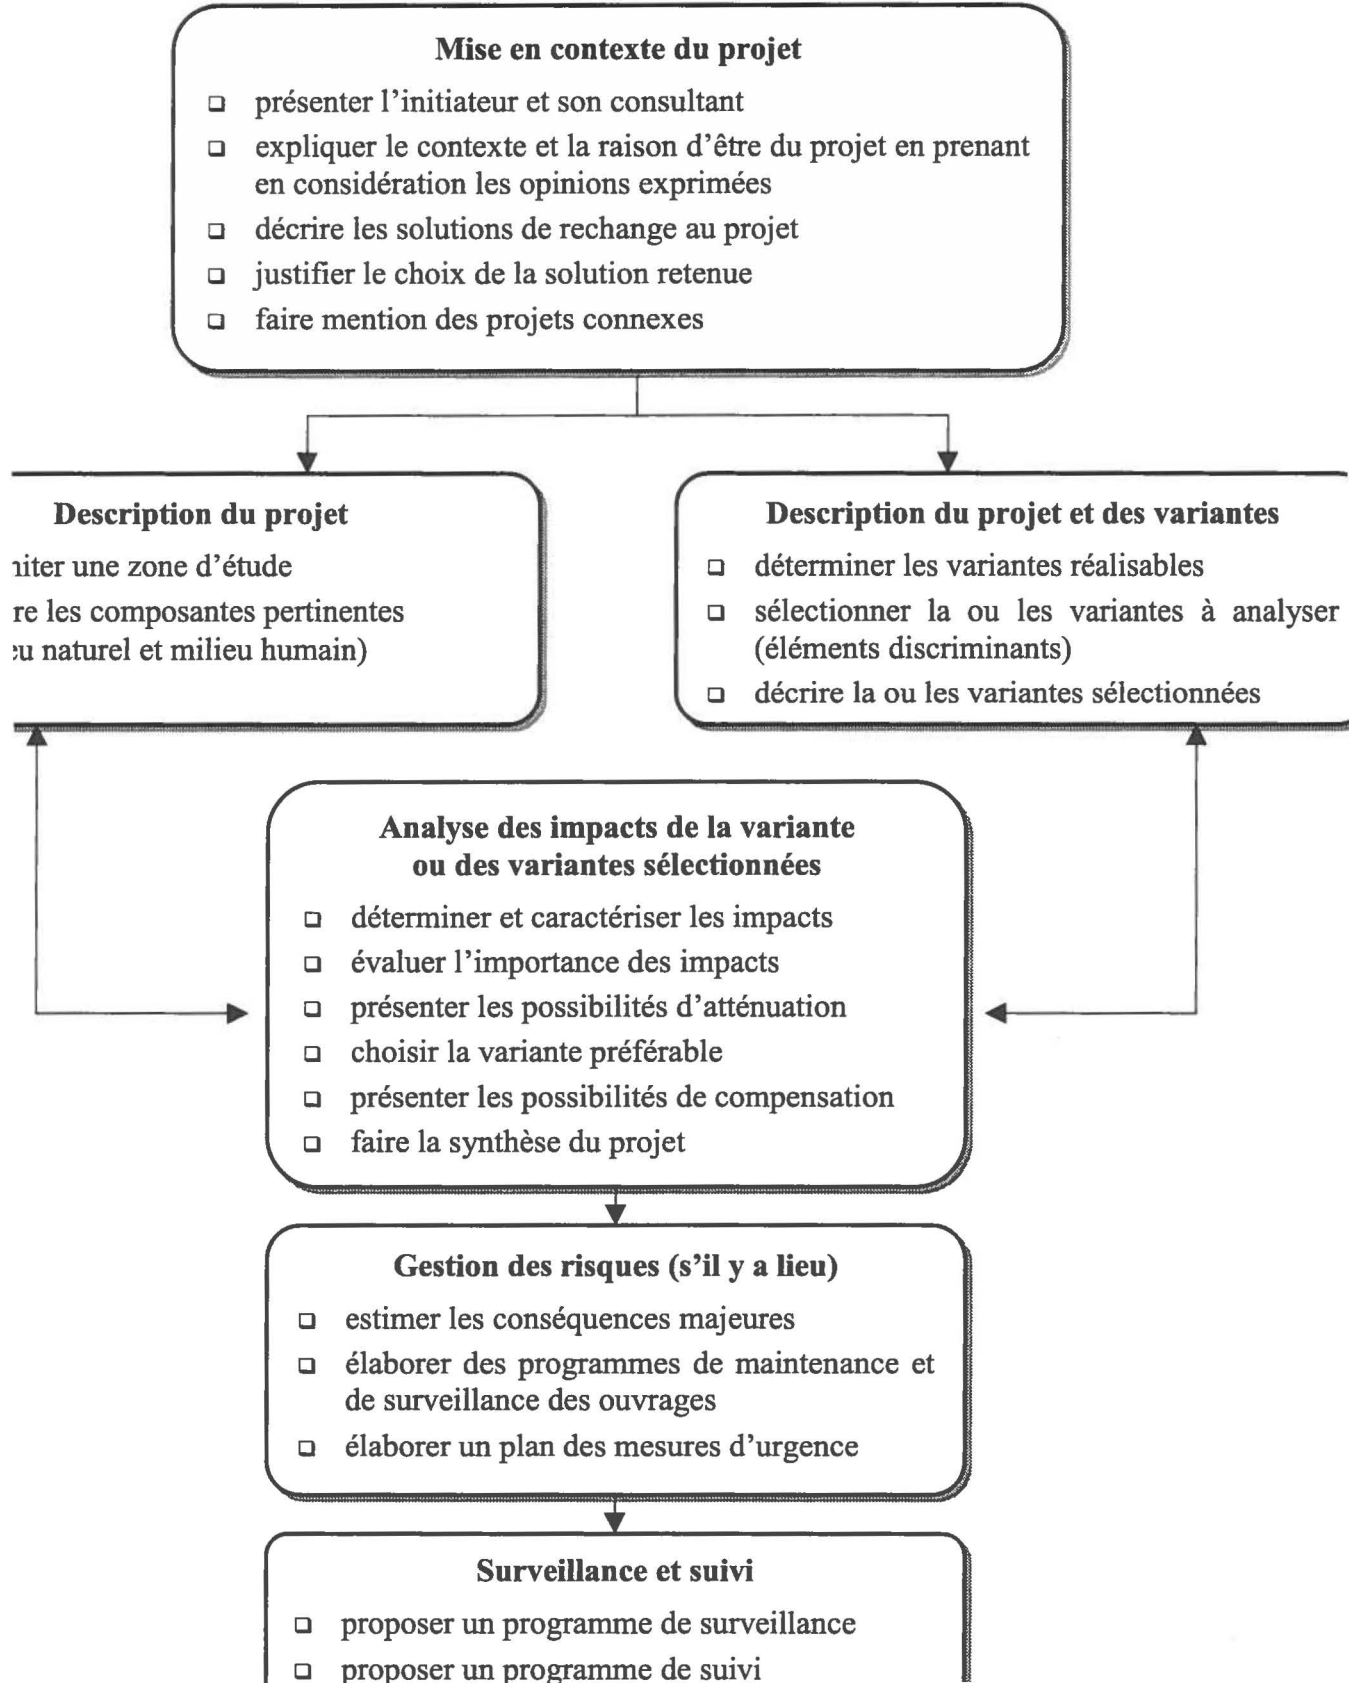 Mise en contexte du projet
❑ présenter l'initiateur et son consultant
❑ expliquer le contexte et la raison d'être du projet en prenant
en considération les opinions exprimées
❑ décrire les solutions de rechange au projet
❑ justifier le choix de la solution retenue
❑ faire mention des projets connexes
Description du projet
une zone d'étude
les composantes pertinentes
naturel et milieu humain)
Description du projet et des variantes
❑ déterminer les variantes réalisables
❑ sélectionner la ou les variantes à analyser
(éléments discriminants)
❑ décrire la ou les variantes sélectionnées
Analyse des impacts de la variante
ou des variantes sélectionnées
❑ déterminer et caractériser les impacts
❑ évaluer l'importance des impacts
❑ présenter les possibilités d'atténuation
❑ choisir la variante préférable
❑ présenter les possibilités de compensation
❑ faire la synthèse du projet
Gestion des risques (s'il y a lieu)
❑ estimer les conséquences majeures
❑ élaborer des programmes de maintenance et
de surveillance des ouvrages
❑ élaborer un plan des mesures d'urgence
Surveillance et suivi
❑ proposer un programme de surveillance
❑ proposer un programme de suivi